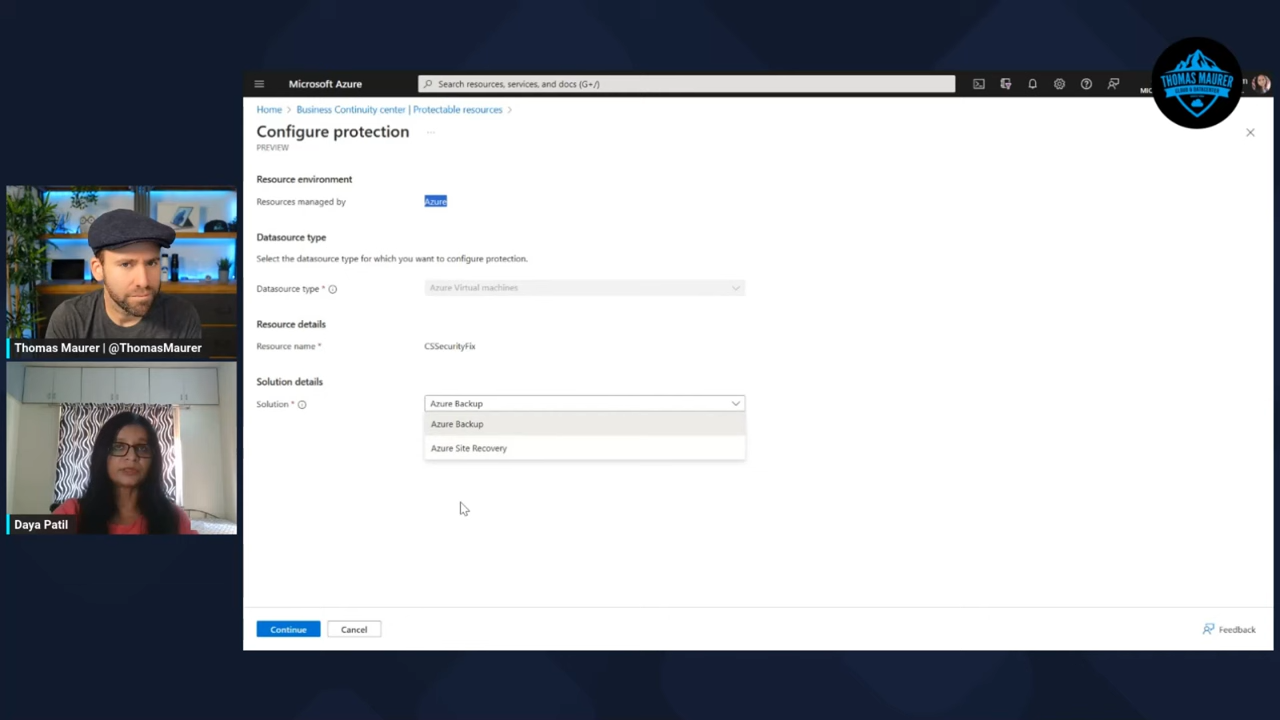 THOMAS MAURER
CLOUD & DATACENTER
Microsoft Azure
Search resources, services, and docs (G+/)
Home > Business Continuity center | Protectable resources >
Configure protection ...
PREVIEW
Resource environment
Resources managed by Azure
Datasource type
Select the datasource type for which you want to configure protection.
Datasource type * Azure Virtual machines
Resource details
Resource name * CSSecurityFix
Solution details
Solution * Azure Backup
Azure Backup
Azure Site Recovery
Continue Cancel
Feedback
Thomas Maurer | @ThomasMaurer
Daya Patil